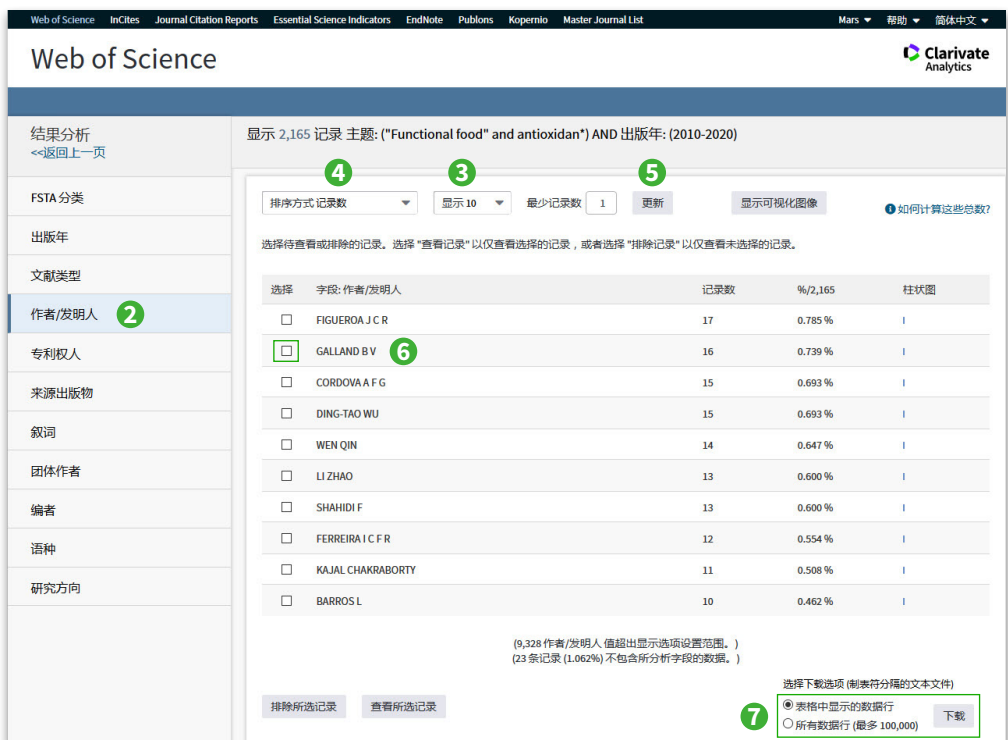 Web of Science InCites Journal Citation Reports Essential Science Indicators EndNote Publons Kopernio Master Journal List Mars 帮助 简体中文
Web of Science
Clarivate
Analytics
结果分析
<<返回上一页
显示 2,165 记录 主题: ("Functional food" and antioxidan*) AND 出版年: (2010-2020)
4 3 5
FSTA 分类
排序方式 记录数 显示 10 最少记录数 1 更新 显示可视化图像 如何计算这些总数?
出版年
选择待查看或排除的记录。选择 "查看记录" 以仅查看选择的记录，或者选择 "排除记录" 以仅查看未选择的记录。
文献类型
作者/发明人 2
专利权人
来源出版物
叙词
团体作者
编者
语种
研究方向
选择 字段: 作者/发明人 记录数 %/2,165 柱状图
FIGUEROA J C R 17 0.785 %
GALLAND B V 6 16 0.739 %
CORDOVA A F G 15 0.693 %
DING-TAO WU 15 0.693 %
WEN QIN 14 0.647 %
LI ZHAO 13 0.600 %
SHAHIDI F 13 0.600 %
FERREIRA I C F R 12 0.554 %
KAJAL CHAKRABORTY 11 0.508 %
BARROS L 10 0.462 %
(9,328 作者/发明人 值超出显示选项设置范围。)
(23 条记录 (1.062%) 不包含所分析字段的数据。)
选择下载选项 (制表符分隔的文本文件)
排除所选记录 查看所选记录 7 表格中显示的数据行 下载
所有数据行 (最多 100,000)